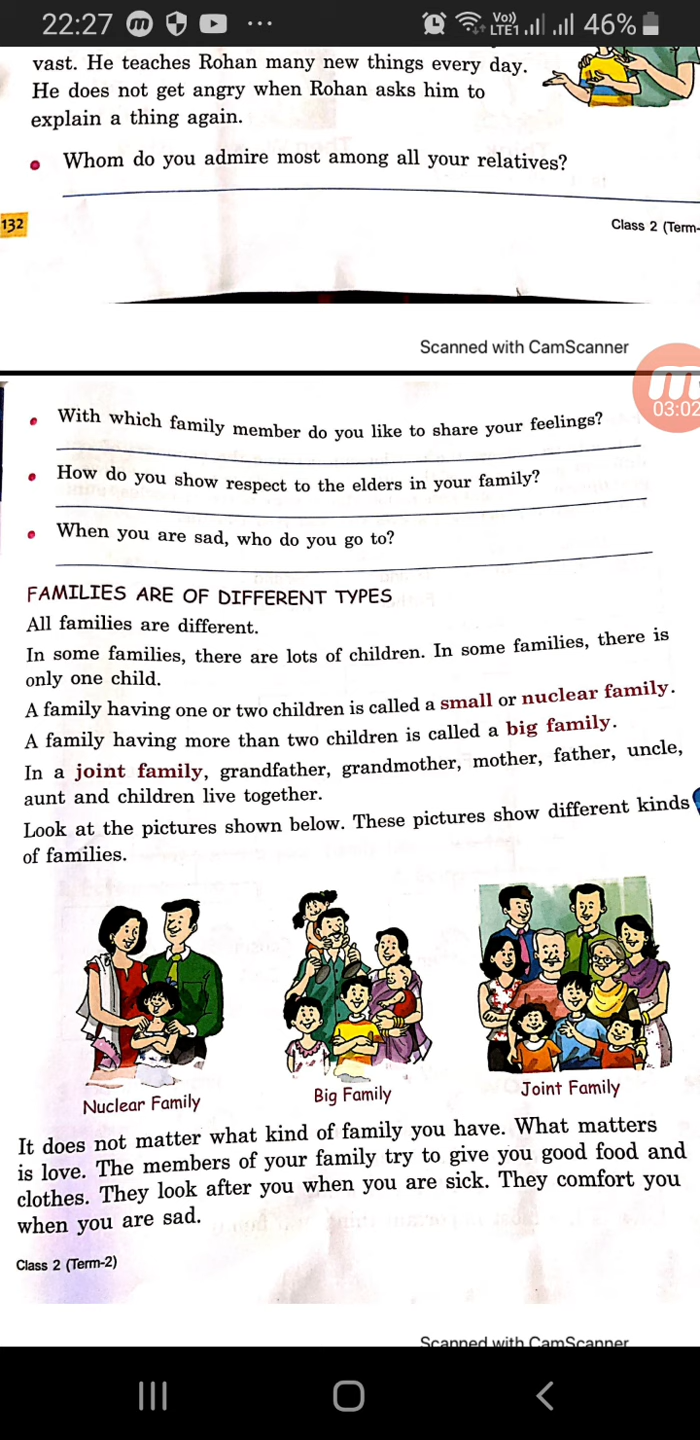 22:27 m ... Vo)) LTE1 46%
vast. He teaches Rohan many new things every day.
He does not get angry when Rohan asks him to
explain a thing again.
• Whom do you admire most among all your relatives?
132
Class 2 (Term-
Scanned with CamScanner
m
03:02
• With which family member do you like to share your feelings?
• How do you show respect to the elders in your family?
• When you are sad, who do you go to?
FAMILIES ARE OF DIFFERENT TYPES
All families are different.
In some families, there are lots of children. In some families, there is
only one child.
A family having one or two children is called a small or nuclear family.
A family having more than two children is called a big family.
In a joint family, grandfather, grandmother, mother, father, uncle,
aunt and children live together.
Look at the pictures shown below. These pictures show different kinds
of families.
Nuclear Family
Big Family
Joint Family
It does not matter what kind of family you have. What matters
is love. The members of your family try to give you good food and
clothes. They look after you when you are sick. They comfort you
when you are sad.
Class 2 (Term-2)
Scanned with CamScanner